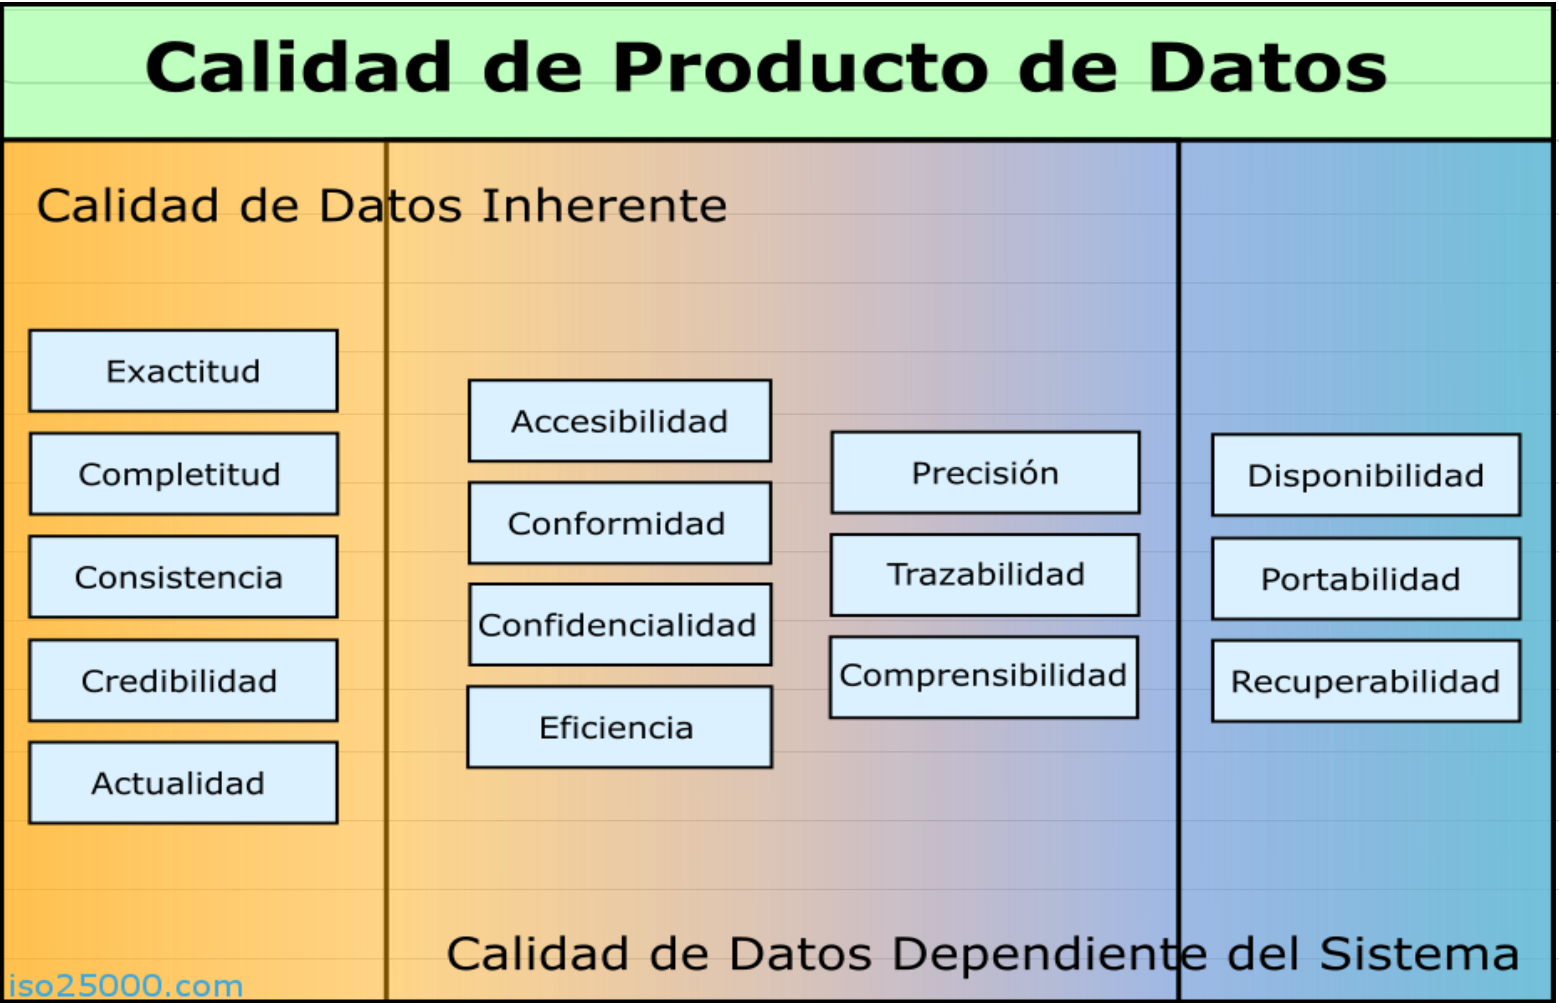 Calidad de Producto de Datos
Calidad de Datos Inherente
Exactitud
Completitud
Consistencia
Credibilidad
Actualidad
Accesibilidad
Conformidad
Confidencialidad
Eficiencia
Precisión
Trazabilidad
Comprensibilidad
Disponibilidad
Portabilidad
Recuperabilidad
Calidad de Datos Dependiente del Sistema
iso25000.com